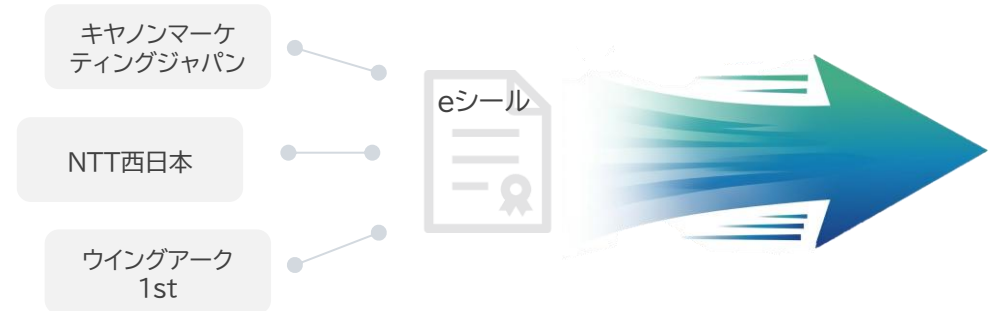 キヤノンマーケ
ティングジャパン
eシール
NTT西日本
ウイングアーク
1st